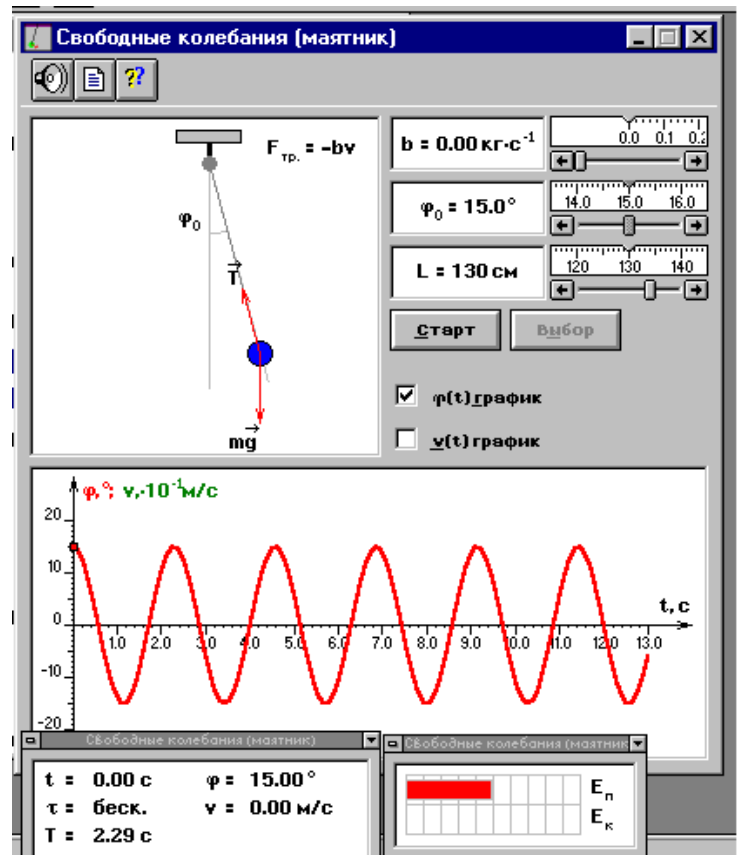 Свободные колебания (маятник)
??
F тр. = -bv
φ₀
T
mg
b = 0.00 кг·с⁻¹
0.0 0.1 0.2
φ₀ = 15.0°
14.0 15.0 16.0
L = 130 см
120 130 140
Старт Выбор
φ(t) график
v(t) график
φ,°; v,·10⁻¹м/с
20
10
0
-10
-20
t, с
1.0 2.0 3.0 4.0 5.0 6.0 7.0 8.0 9.0 10.0 11.0 12.0 13.0
Свободные колебания (маятник)
t = 0.00 с φ = 15.00°
τ = беск. v = 0.00 м/с
T = 2.29 с
Свободные колебания (маятник
Eп
Eк